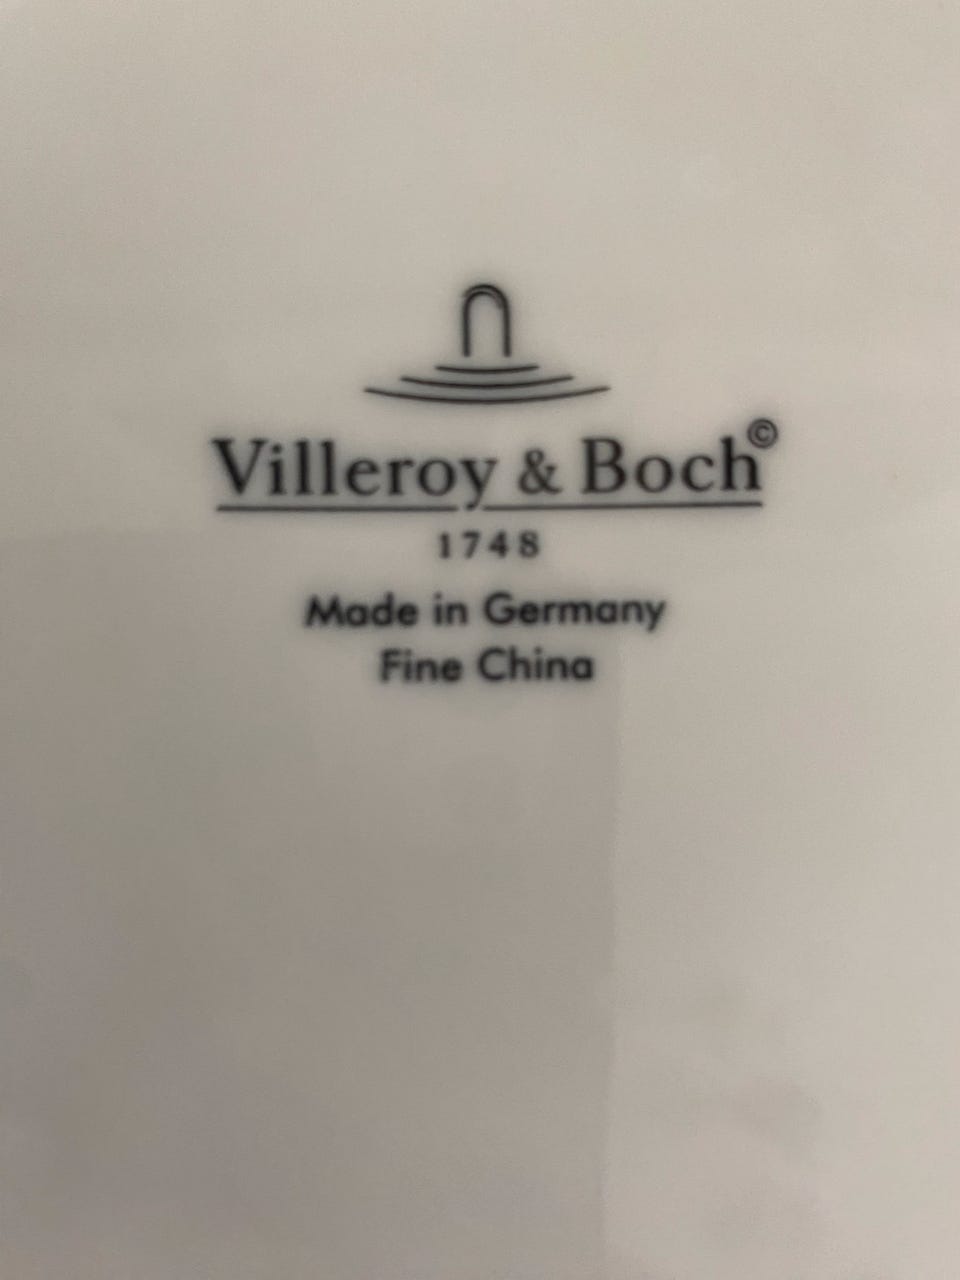 Villeroy & Boch©
1748
Made in Germany
Fine China